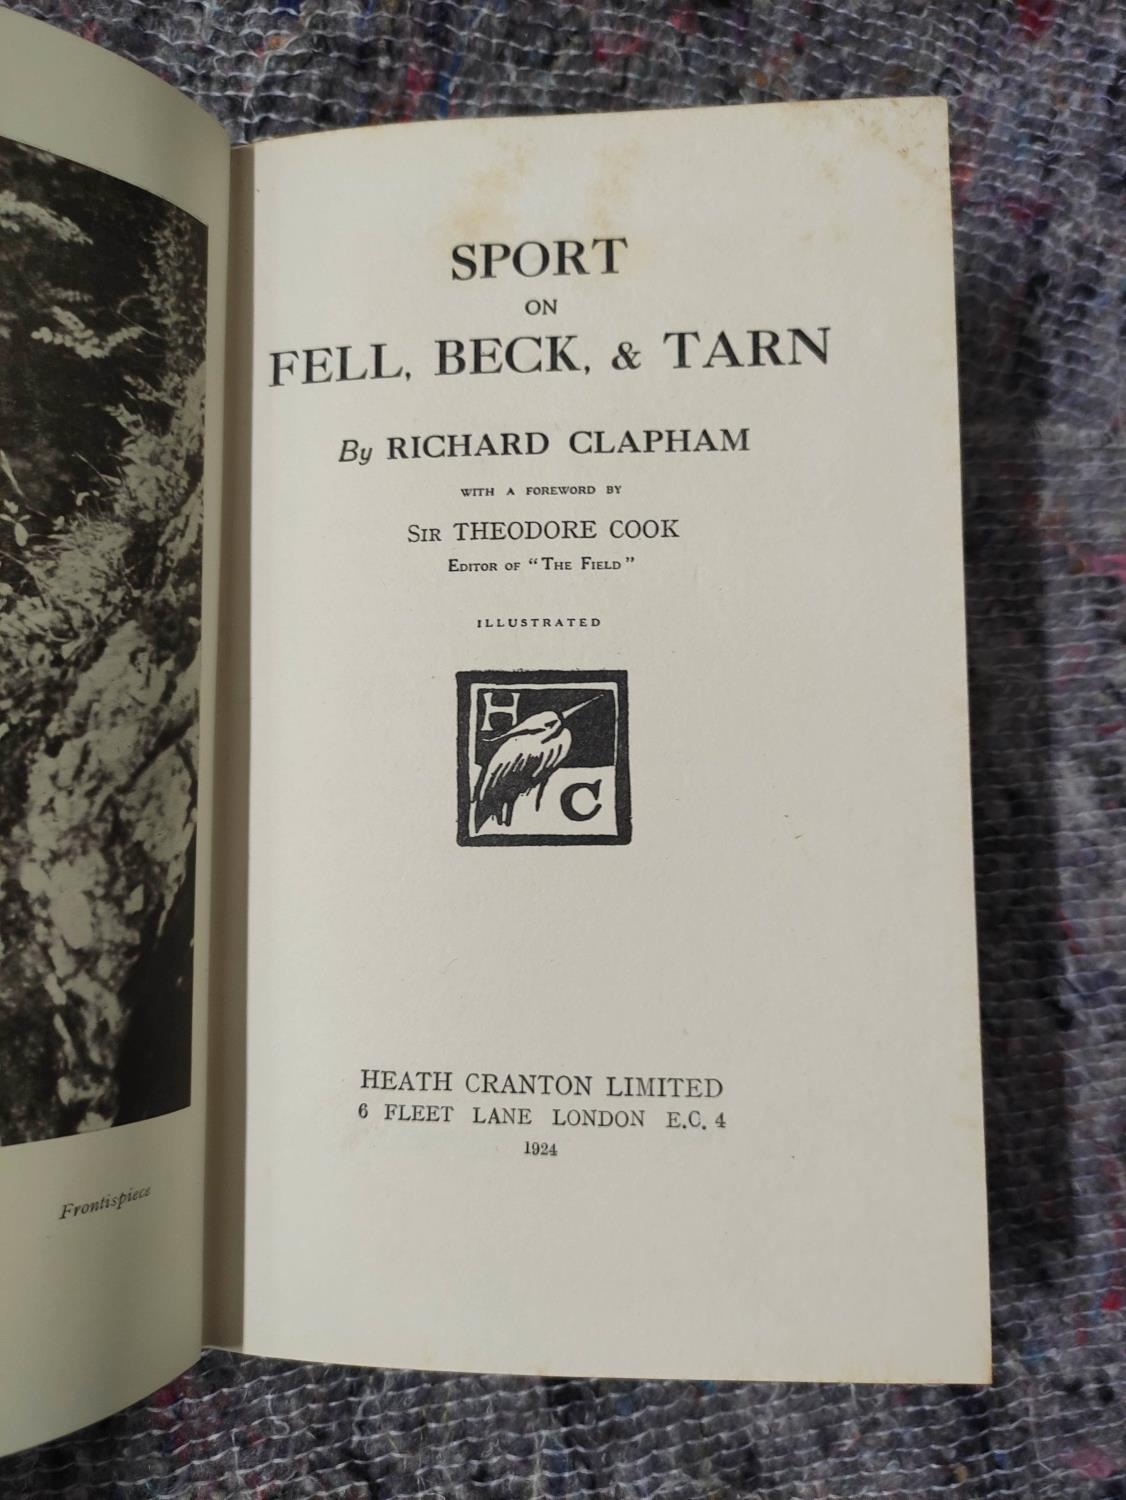 SPORT
ON
FELL, BECK, & TARN
By RICHARD CLAPHAM
WITH A FOREWORD BY
SIR THEODORE COOK
EDITOR OF "THE FIELD"
ILLUSTRATED
H
C
HEATH CRANTON LIMITED
6 FLEET LANE LONDON E.C. 4
1924
Frontispiece